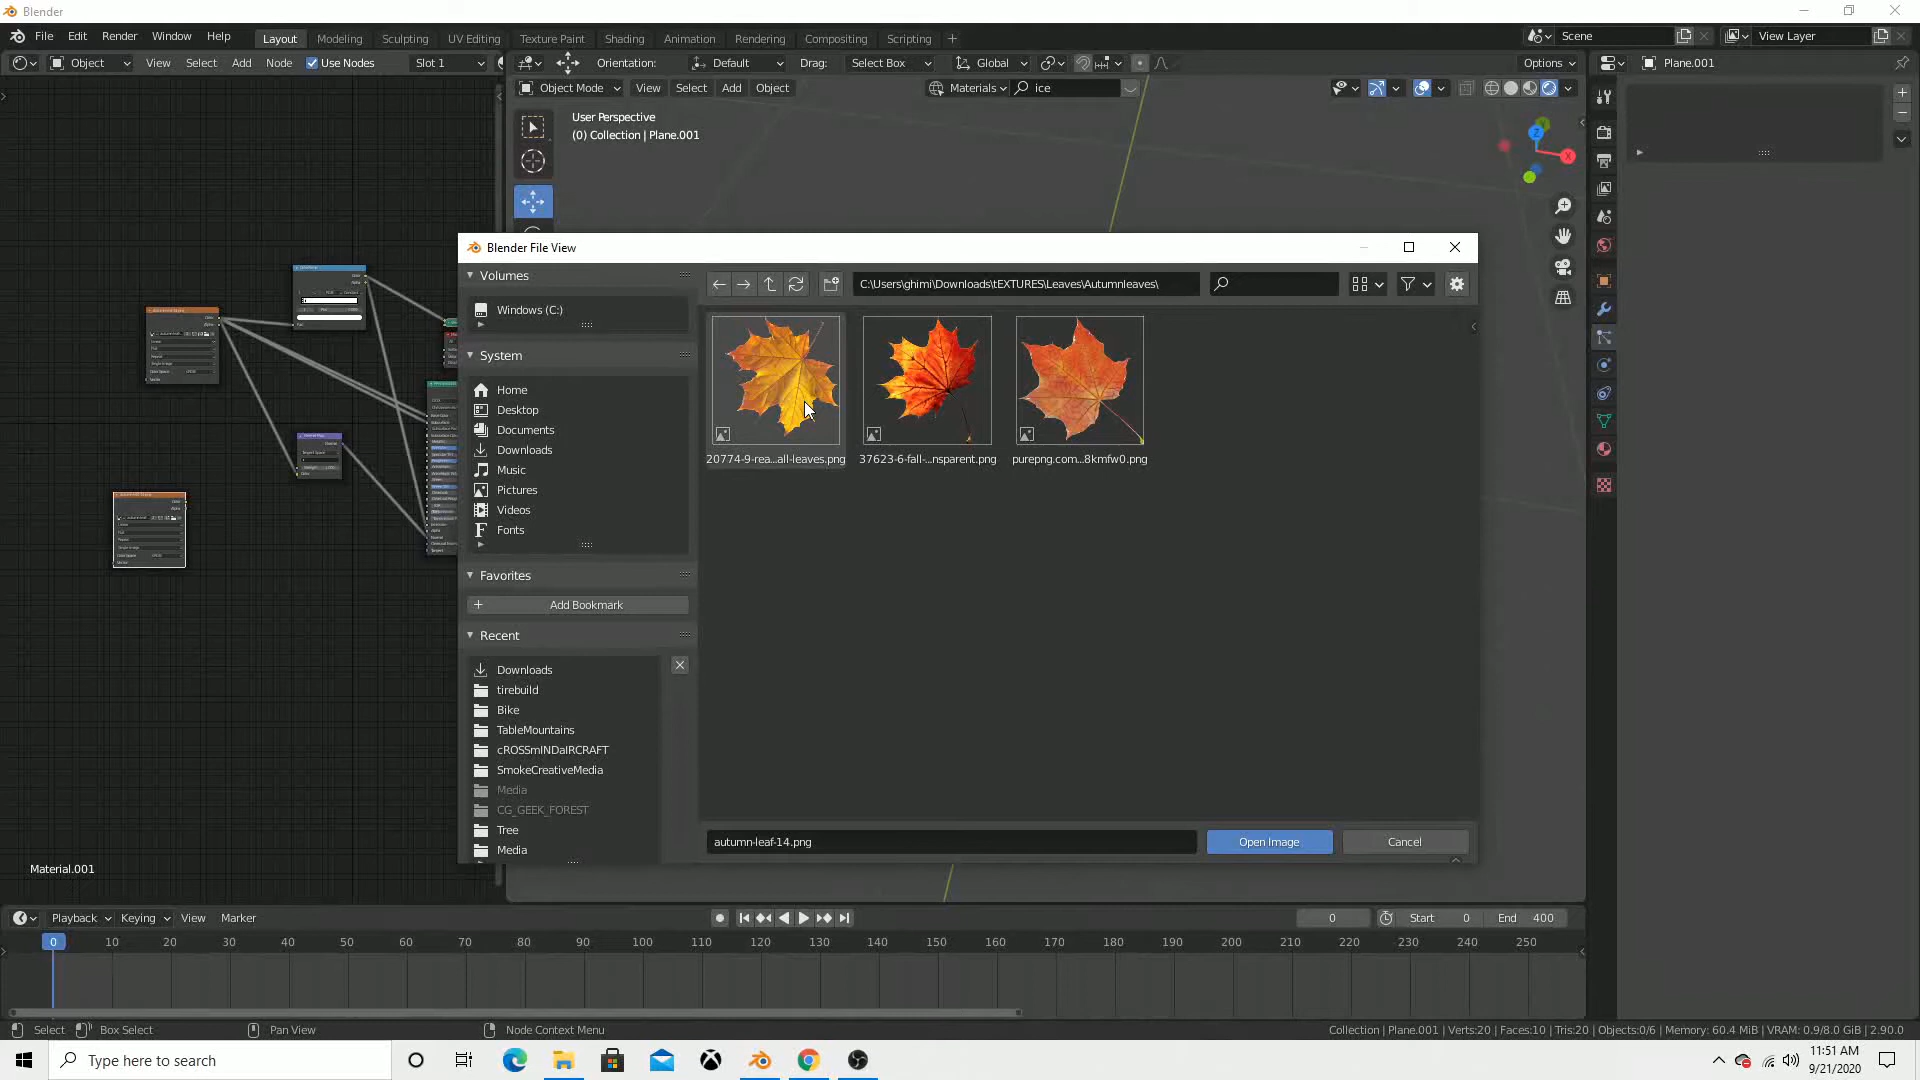 Blender
File Edit Render Window Help Layout Modeling Sculpting UV Editing Texture Paint Shading Animation Rendering Compositing Scripting + Scene View Layer
Object View Select Add Node Use Nodes Slot 1 Orientation: Default Drag: Select Box Global Options Plane.001
Object Mode View Select Add Object Materials ice
User Perspective
(0) Collection | Plane.001
Z
X
Blender File View
Volumes
C:\Users\ghimi\Downloads\tEXTURES\Leaves\Autumnleaves\
Windows (C:)
System
Home
Desktop
Documents
Downloads
Music
Pictures
Videos
Fonts
20774-9-rea...all-leaves.png 37623-6-fall-...nsparent.png purepng.com...8kmfw0.png
Favorites
Add Bookmark
Recent
Downloads
tirebuild
Bike
TableMountains
cROSSmINDaIRCRAFT
SmokeCreativeMedia
Media
CG_GEEK_FOREST
Tree
Media
autumn-leaf-14.png Open Image Cancel
Material.001
Playback Keying View Marker 0 Start 0 End 400
0 10 20 30 40 50 60 70 80 90 100 110 120 130 140 150 160 170 180 190 200 210 220 230 240 250
Select Box Select Pan View Node Context Menu Collection | Plane.001 | Verts:20 | Faces:10 | Tris:20 | Objects:0/6 | Memory: 60.4 MiB | VRAM: 0.9/8.0 GiB | 2.90.0
Type here to search
11:51 AM
9/21/2020